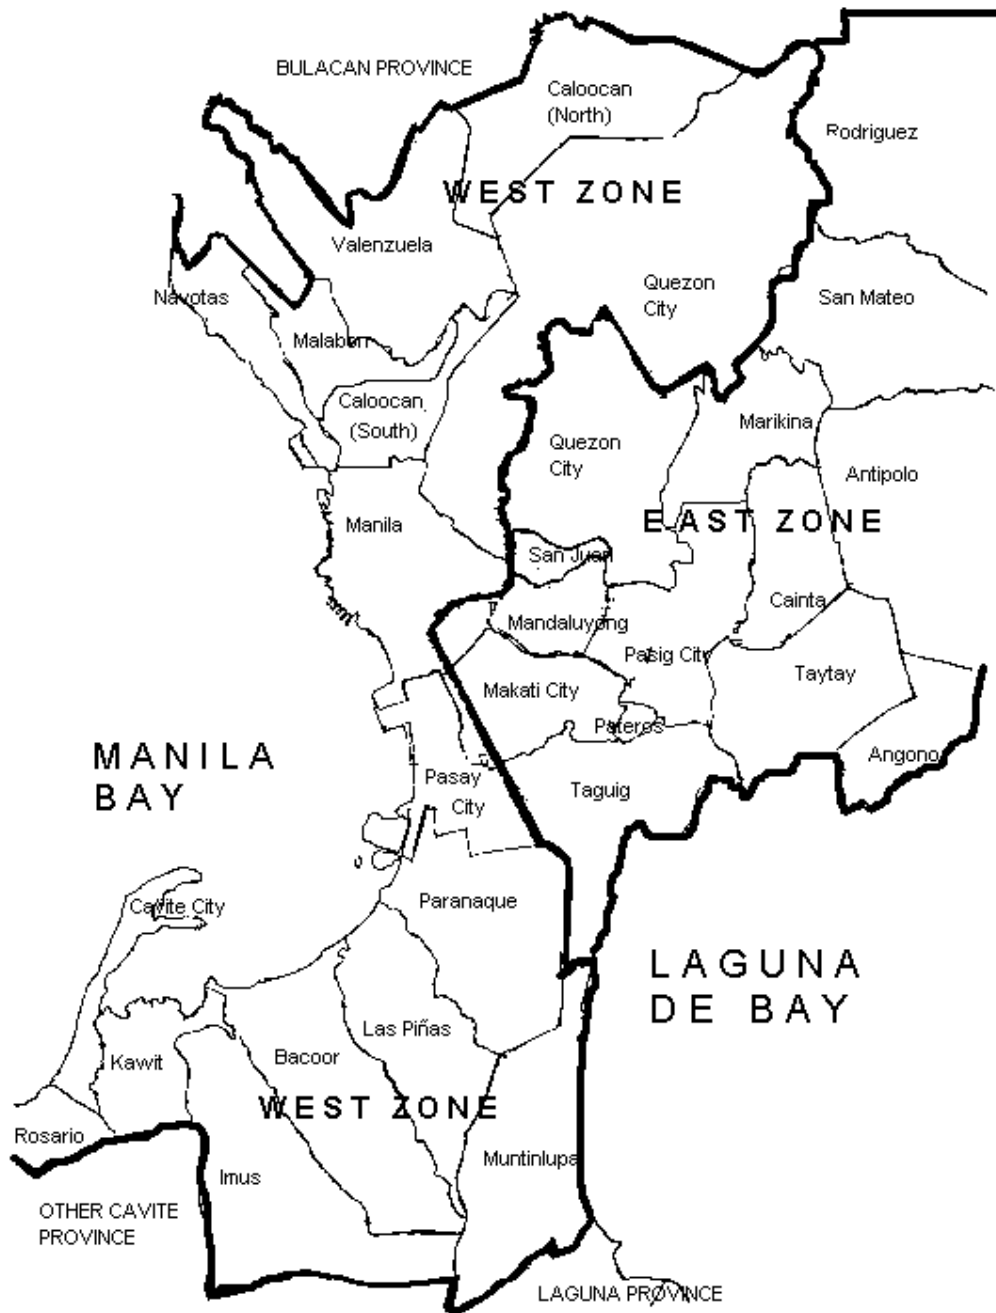 BULACAN PROVINCE
Caloocan
(North)
Rodriguez
WEST ZONE
Valenzuela
Navotas
Quezon
City
San Mateo
Malabon
Caloocan
(South)
Marikina
Quezon
City
Antipolo
Manila
EAST ZONE
San Juan
Cainta
Mandaluyong
Pasig City
Taytay
Makati City
Pateros
MANILA
BAY
Angono
Pasay
City
Taguig
Paranaque
Cavite City
LAGUNA
DE BAY
Las Piñas
Bacoor
Kawit
WEST ZONE
Rosario
Muntinlupa
Imus
OTHER CAVITE
PROVINCE
LAGUNA PROVINCE